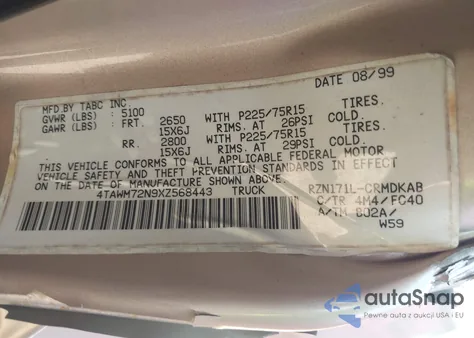 MFD.BY TABC INC. DATE 08/99
GVWR (LBS) : 5100
GAWR (LBS) : FRT. 2650 WITH P225/75R15 TIRES.
15X6J RIMS. AT 26PSI COLD.
RR. 2800 WITH P225/75R15 TIRES.
15X6J RIMS. AT 29PSI COLD.
THIS VEHICLE CONFORMS TO ALL APPLICABLE FEDERAL MOTOR
VEHICLE SAFETY AND THEFT PREVENTION STANDARDS IN EFFECT
ON THE DATE OF MANUFACTURE SHOWN ABOVE.
4TAWM72N9XZ568443 TRUCK RZN171L-CRMDKAB
C/TR 4M4/FC40
A/TM B02A/
W59
autaSnap
Pewne auta z aukcji USA i EU